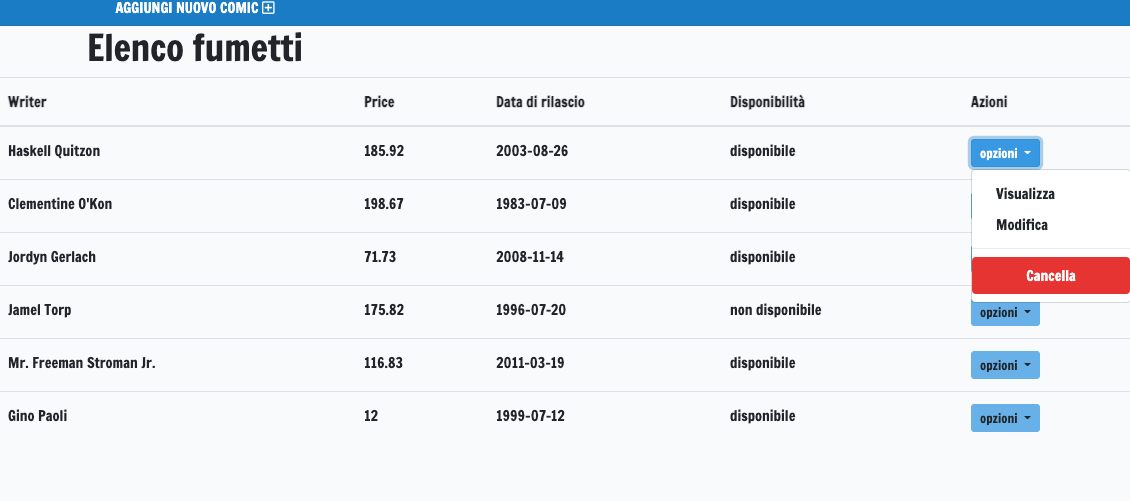 AGGIUNGI NUOVO COMIC
Elenco fumetti
Writer Price Data di rilascio Disponibilità Azioni
Haskell Quitzon 185.92 2003-08-26 disponibile opzioni
Visualizza
Clementine O'Kon 198.67 1983-07-09 disponibile
Modifica
Jordyn Gerlach 71.73 2008-11-14 disponibile
Cancella
Jamel Torp 175.82 1996-07-20 non disponibile opzioni
Mr. Freeman Stroman Jr. 116.83 2011-03-19 disponibile opzioni
Gino Paoli 12 1999-07-12 disponibile opzioni